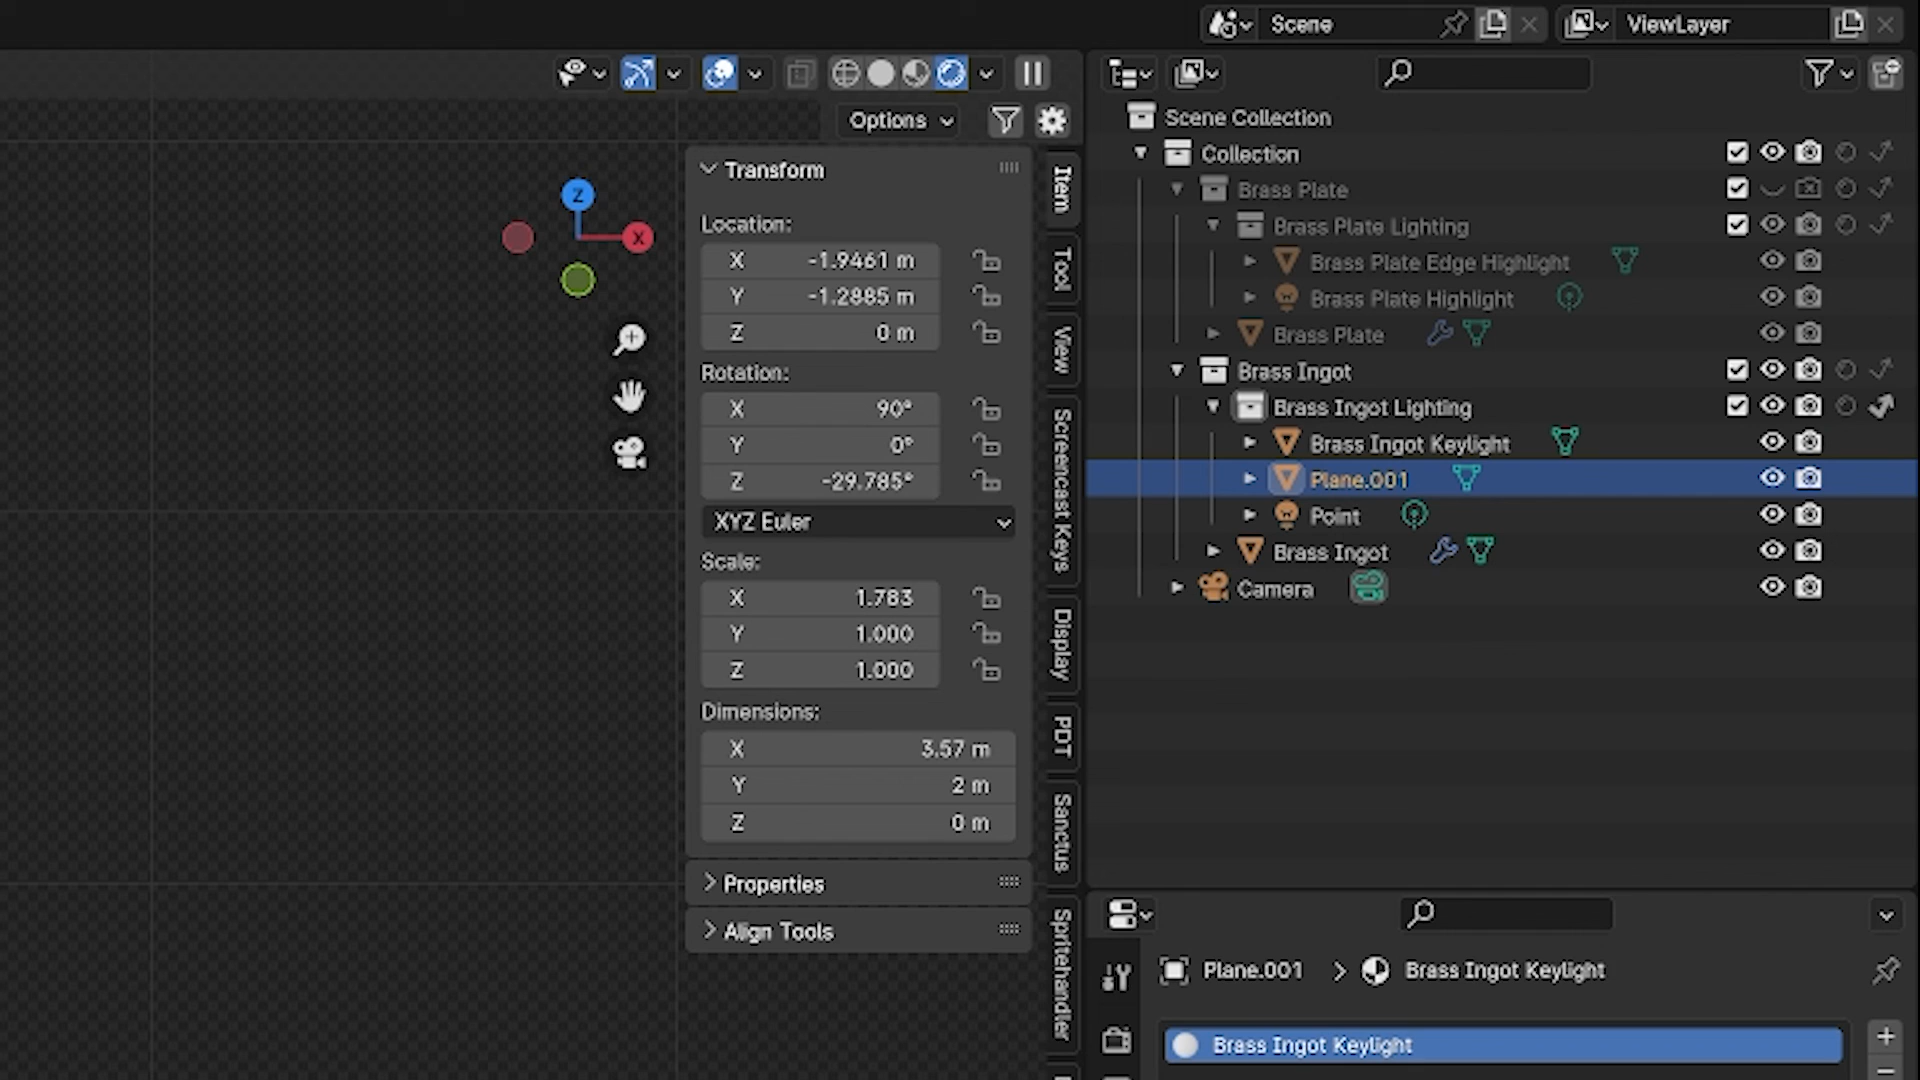 Scene
ViewLayer
Options
Scene Collection
Collection
Brass Plate
Brass Plate Lighting
Brass Plate Edge Highlight
Brass Plate Highlight
Brass Plate
Brass Ingot
Brass Ingot Lighting
Brass Ingot Keylight
Plane.001
Point
Brass Ingot
Camera
Z
X
Transform
Location:
X -1.9461 m
Y -1.2885 m
Z 0 m
Rotation:
X 90°
Y 0°
Z -29.785°
XYZ Euler
Scale:
X 1.783
Y 1.000
Z 1.000
Dimensions:
X 3.57 m
Y 2 m
Z 0 m
Properties
Align Tools
Item
Tool
View
Screencast Keys
Display
PDT
Sanctus
Spritehandler
Plane.001 > Brass Ingot Keylight
Brass Ingot Keylight